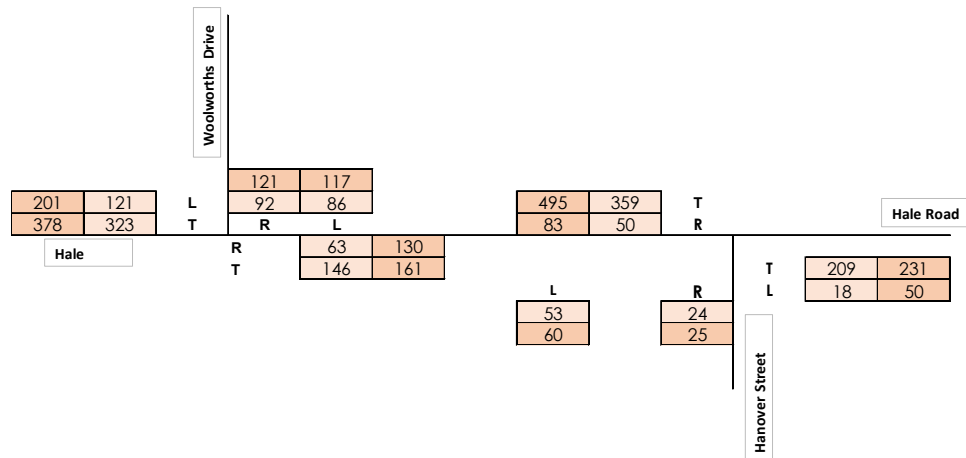 Woolworths Drive
121 117
92 86
201 121 L
378 323 T R L
495 359 T
83 50 R
Hale Road
Hale
R 63 130
T 146 161
T 209 231
L 18 50
L R
53 24
60 25
Hanover Street